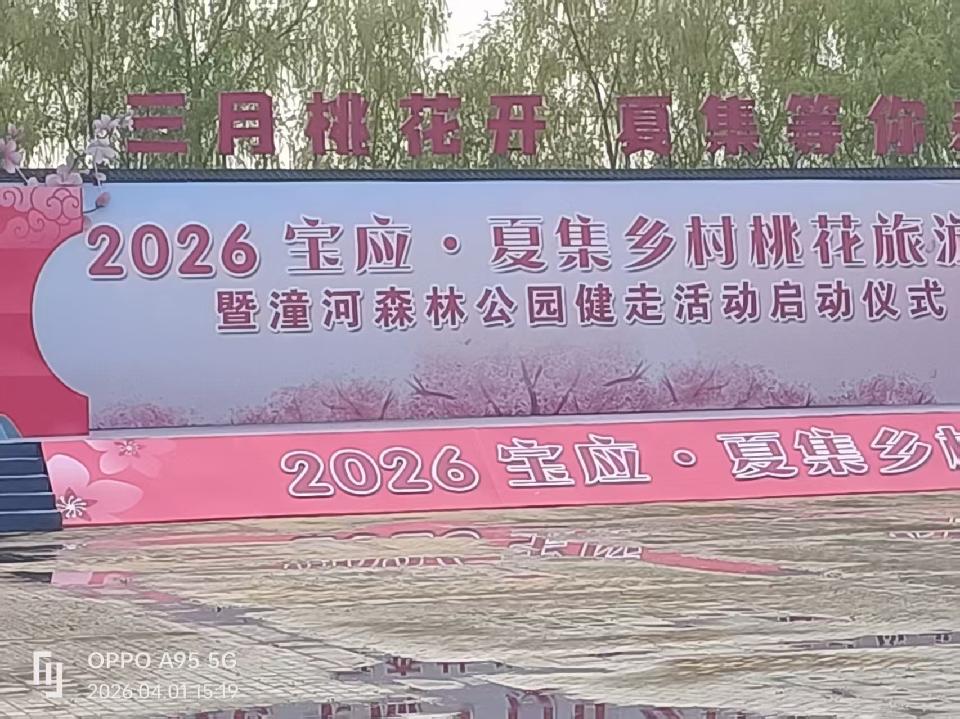 三月桃花开 夏集等你
2026 宝应·夏集乡村桃花旅游
暨潼河森林公园健走活动启动仪式
2026 宝应·夏集乡村
OPPO A95 5G
2026.04.01 15:19